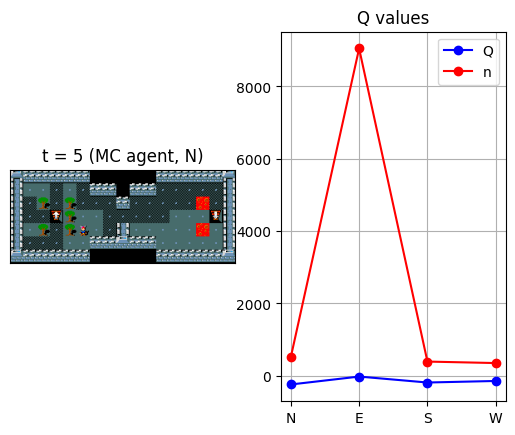 Q values
Q
n
t = 5 (MC agent, N)
8000
6000
4000
2000
0
N E S W